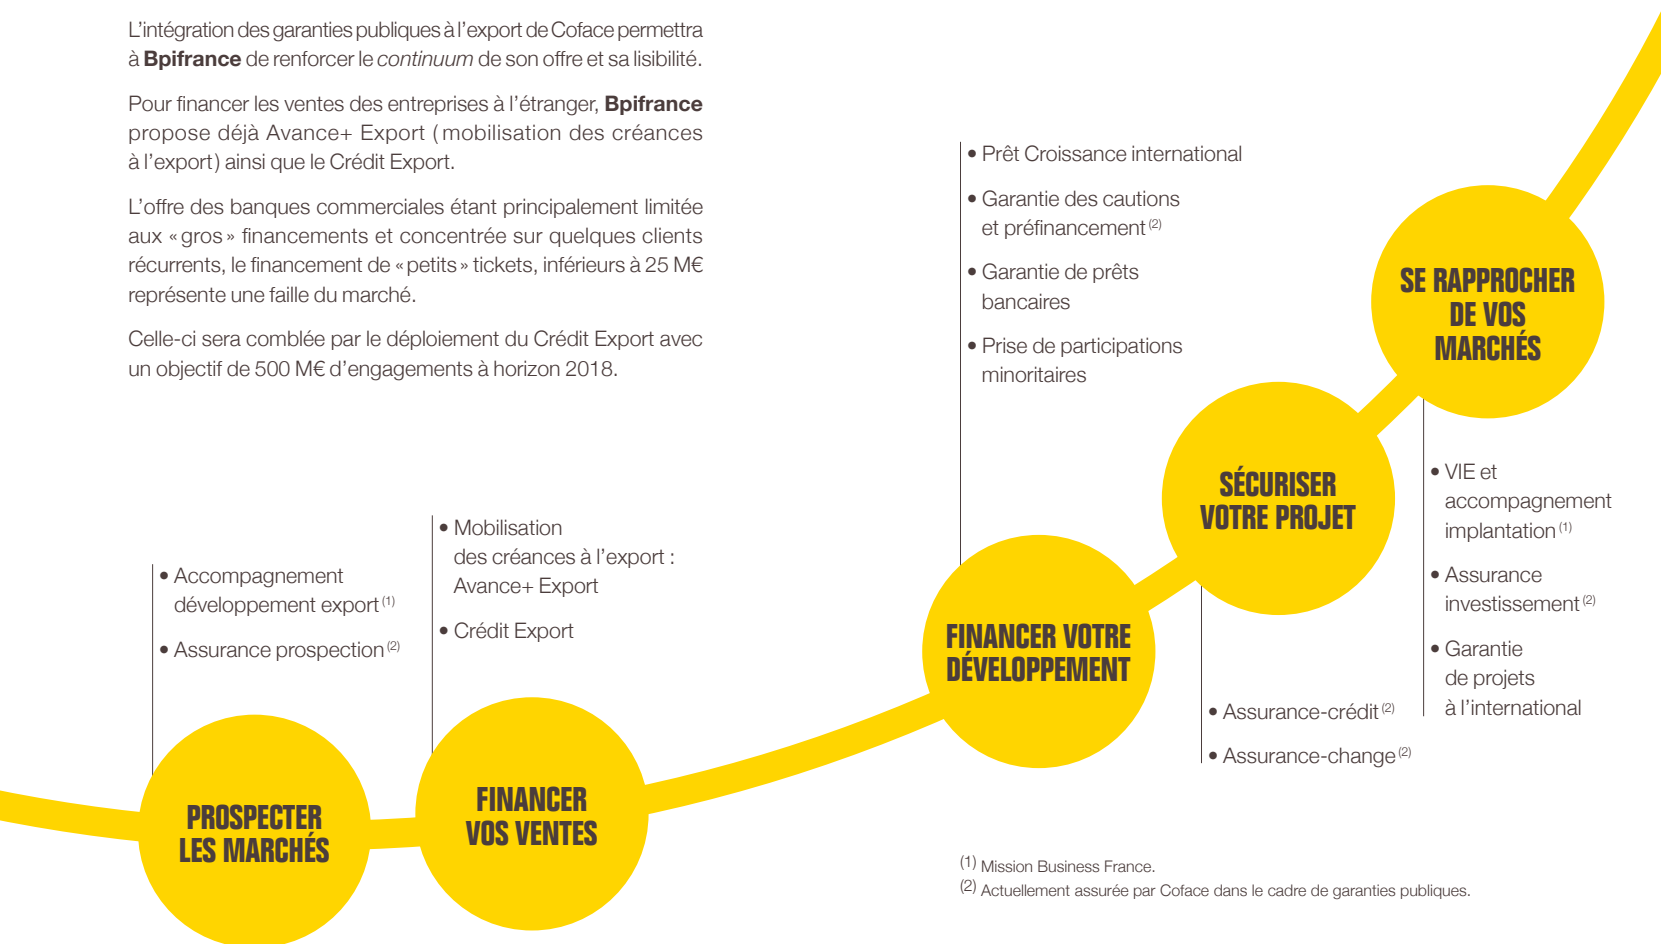 L’intégration des garanties publiques à l’export de Coface permettra
à Bpifrance de renforcer le continuum de son offre et sa lisibilité.
Pour financer les ventes des entreprises à l’étranger, Bpifrance
propose déjà Avance+ Export (mobilisation des créances
à l’export) ainsi que le Crédit Export.
L’offre des banques commerciales étant principalement limitée
aux «gros» financements et concentrée sur quelques clients
récurrents, le financement de «petits» tickets, inférieurs à 25 M€
représente une faille du marché.
Celle-ci sera comblée par le déploiement du Crédit Export avec
un objectif de 500 M€ d’engagements à horizon 2018.
• Accompagnement
développement export (1)
• Assurance prospection (2)
PROSPECTER
LES MARCHÉS
• Mobilisation
des créances à l’export :
Avance+ Export
• Crédit Export
FINANCER
VOS VENTES
• Prêt Croissance international
• Garantie des cautions
et préfinancement (2)
• Garantie de prêts
bancaires
• Prise de participations
minoritaires
FINANCER VOTRE
DÉVELOPPEMENT
SÉCURISER
VOTRE PROJET
• Assurance-crédit (2)
• Assurance-change (2)
SE RAPPROCHER
DE VOS
MARCHÉS
• VIE et
accompagnement
implantation (1)
• Assurance
investissement (2)
• Garantie
de projets
à l’international
(1) Mission Business France.
(2) Actuellement assurée par Coface dans le cadre de garanties publiques.